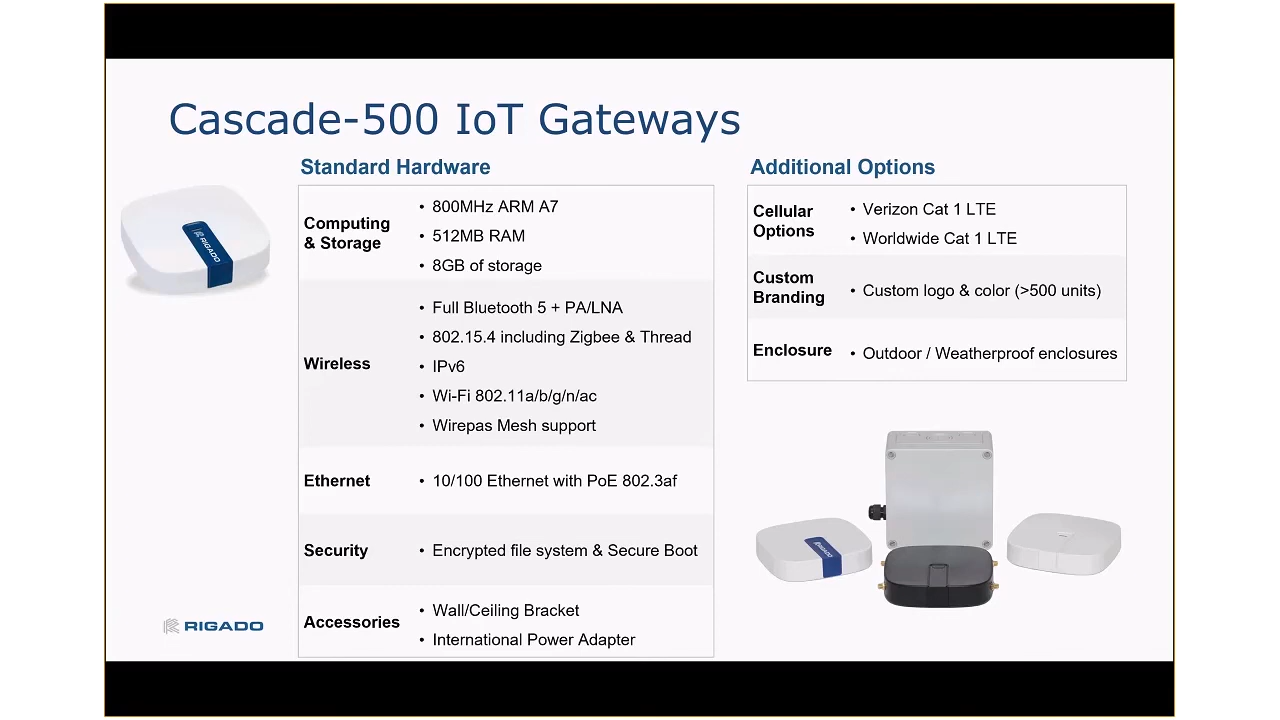 Cascade-500 IoT Gateways
Standard Hardware
Computing
& Storage
• 800MHz ARM A7
• 512MB RAM
• 8GB of storage
Wireless
• Full Bluetooth 5 + PA/LNA
• 802.15.4 including Zigbee & Thread
• IPv6
• Wi-Fi 802.11a/b/g/n/ac
• Wirepas Mesh support
Ethernet
• 10/100 Ethernet with PoE 802.3af
Security
• Encrypted file system & Secure Boot
Accessories
• Wall/Ceiling Bracket
• International Power Adapter
Additional Options
Cellular
Options
• Verizon Cat 1 LTE
• Worldwide Cat 1 LTE
Custom
Branding
• Custom logo & color (>500 units)
Enclosure
• Outdoor / Weatherproof enclosures
RIGADO
RIGADO
RIGADO